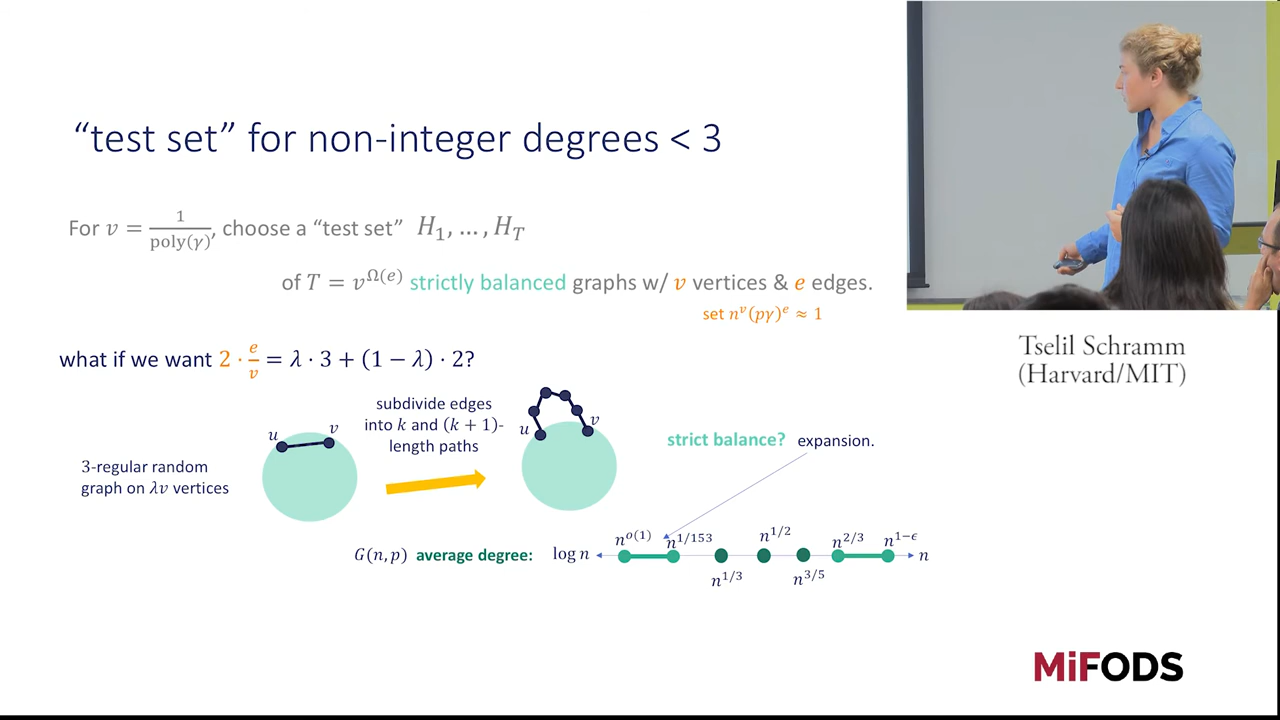 “test set” for non-integer degrees < 3
For v = 1/poly(γ), choose a “test set” H₁, … , H_T
of T = v^Ω(e) strictly balanced graphs w/ v vertices & e edges.
set n^v(pγ)^e ≈ 1
what if we want 2 · e/v = λ · 3 + (1 − λ) · 2?
3-regular random
graph on λv vertices
u
v
subdivide edges
into k and (k + 1)-
length paths
u
v
strict balance? expansion.
G(n, p) average degree:
log n
n^o(1)
n^1/153
n^1/3
n^1/2
n^3/5
n^2/3
n^1−ϵ
n
Tselil Schramm
(Harvard/MIT)
MiFODS